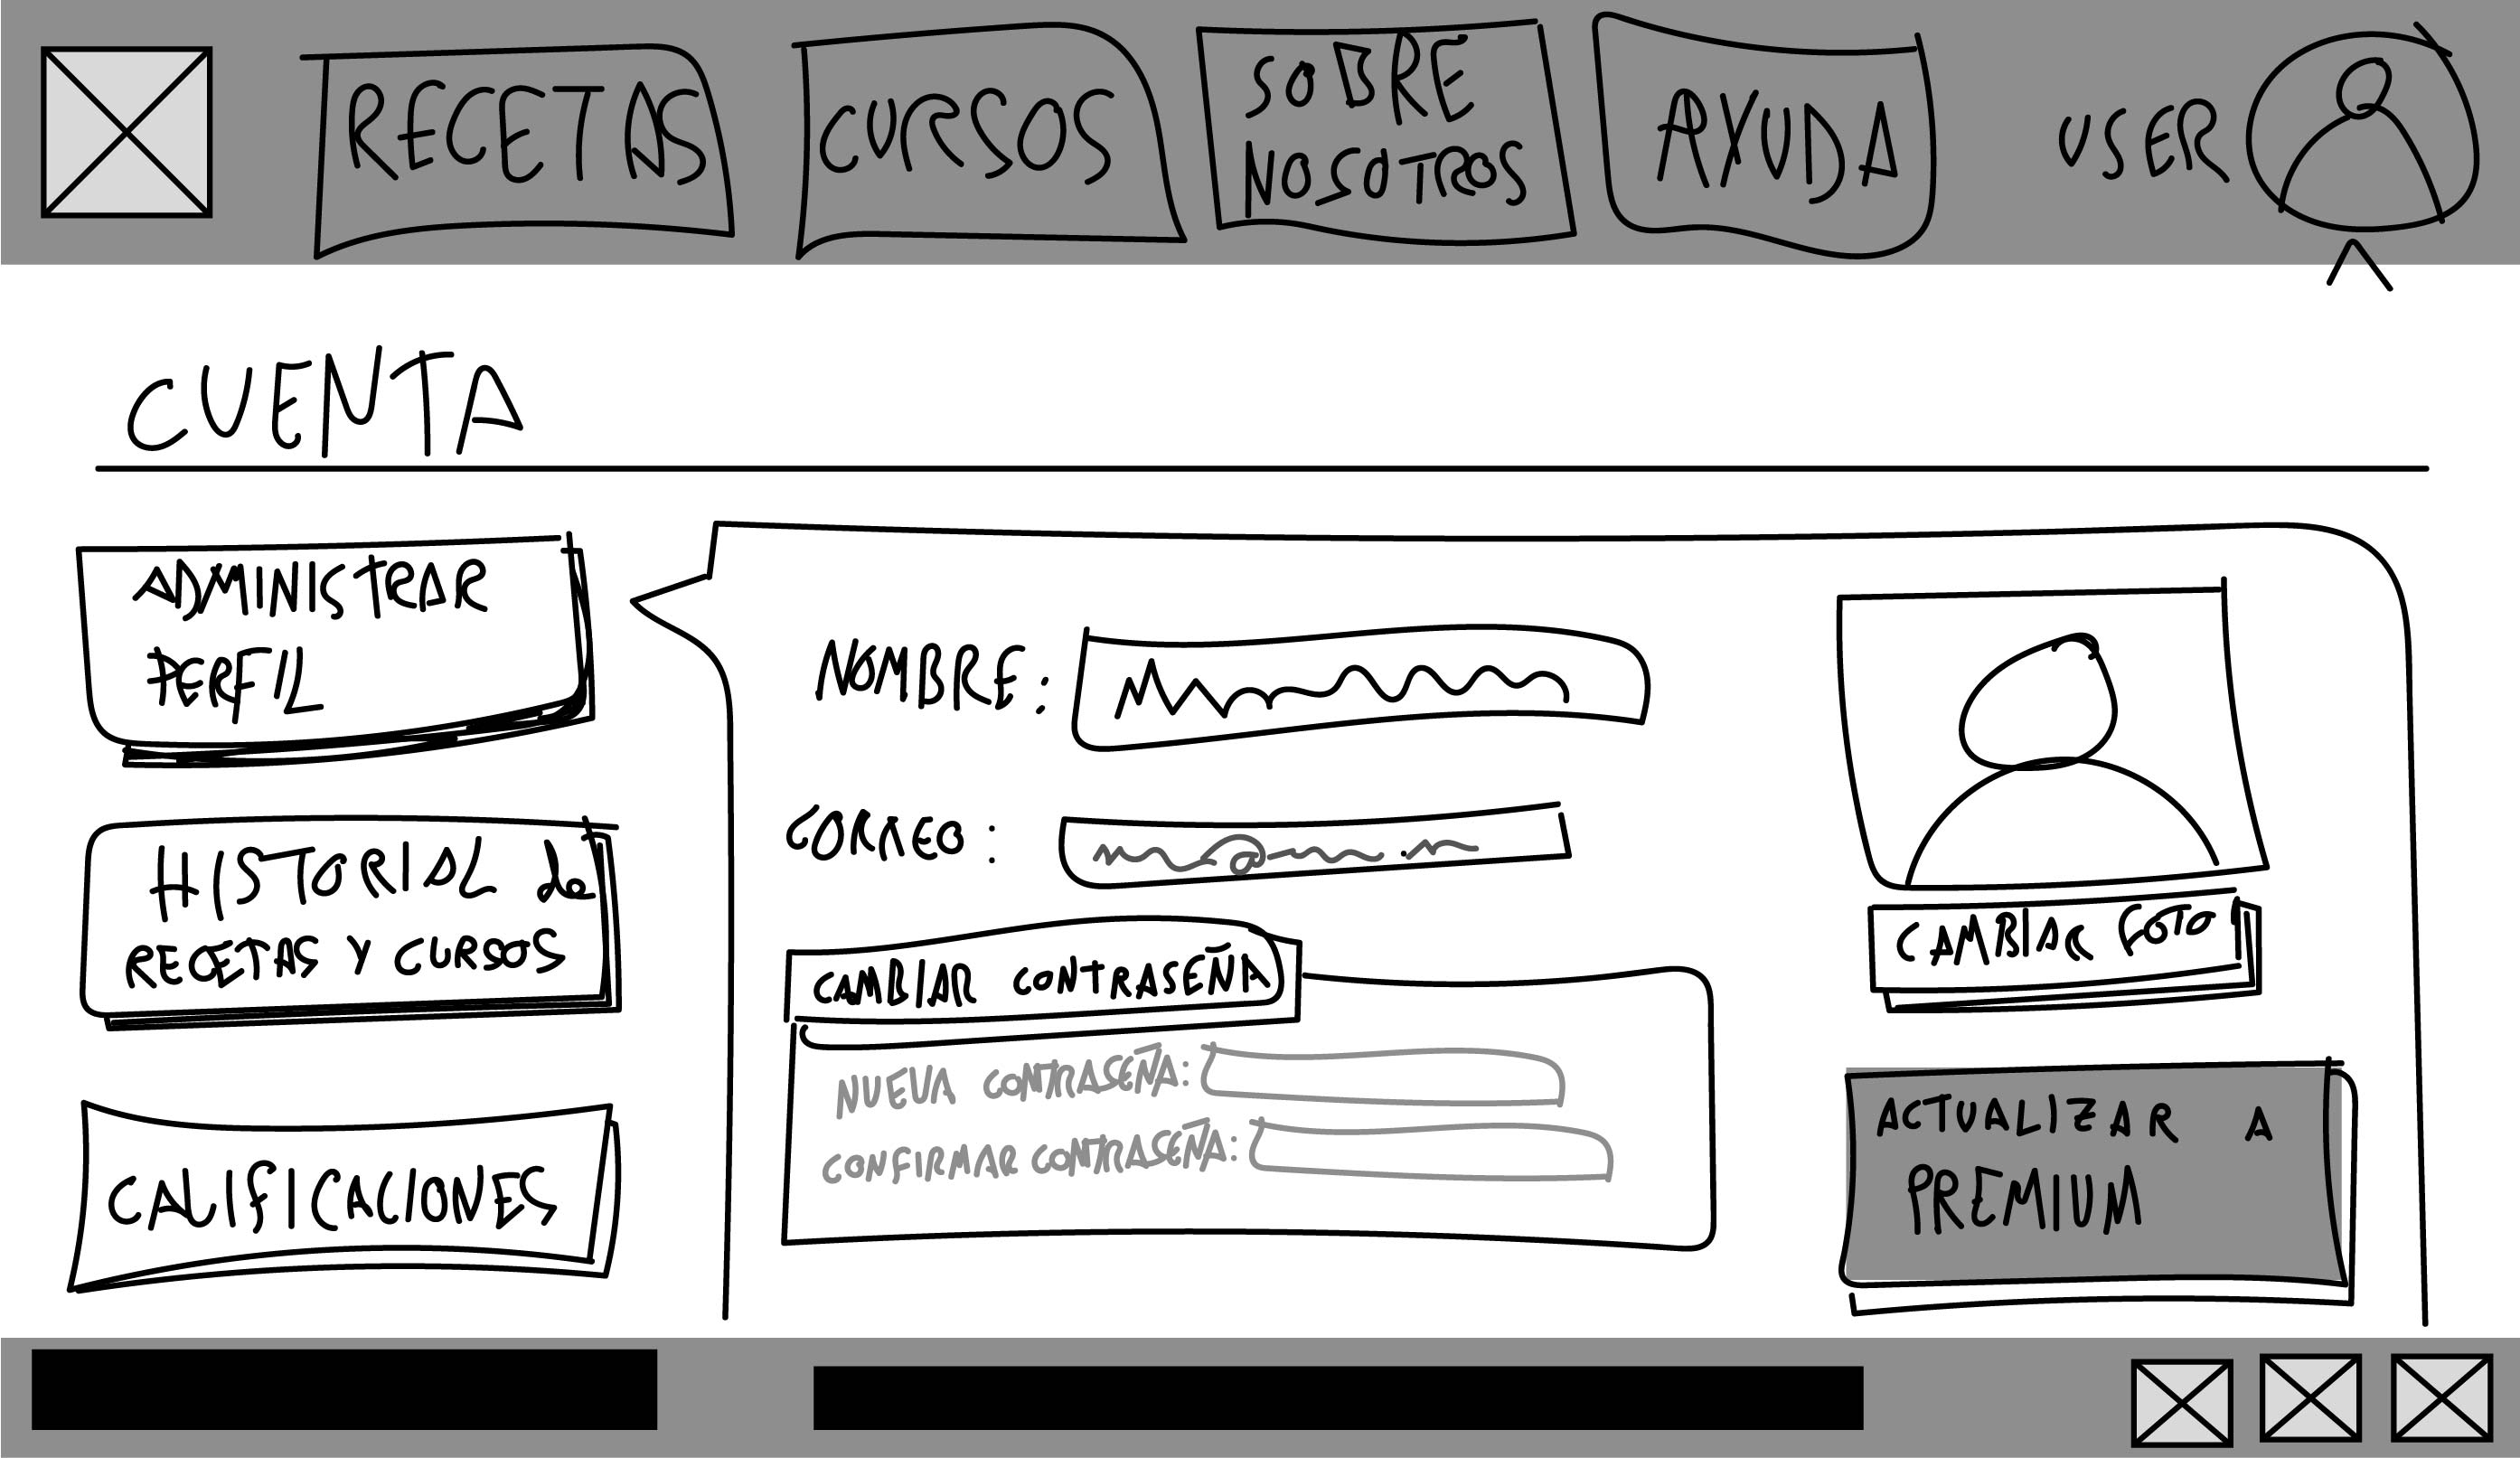 RECETAS
CURSOS
SOBRE
NOSOTROS
AYUDA
USER
CUENTA
ADMINISTRAR
PERFIL
HISTORIAL de
RECETAS Y CURSOS
CALIFICACIONES
NOMBRE:
CORREO:
@
CAMBIAR CONTRASEÑA
NUEVA CONTRASEÑA:
CONFIRMAR CONTRASEÑA:
CAMBIAR FOTO
ACTUALIZAR A
PREMIUM